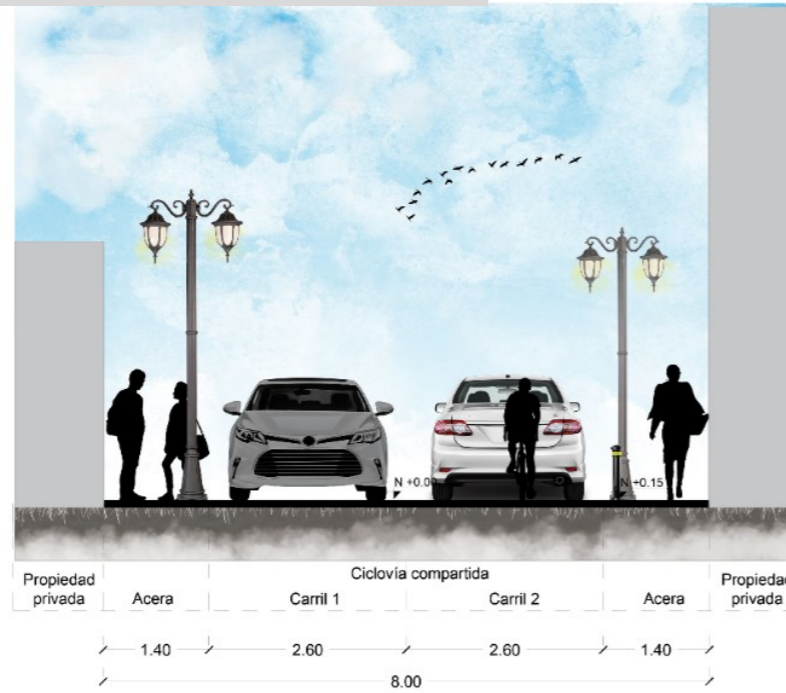 N +0.00
N +0.15
Ciclovía compartida
Propiedad
privada
Acera
Carril 1
Carril 2
Acera
Propiedad
privada
1.40
2.60
2.60
1.40
8.00